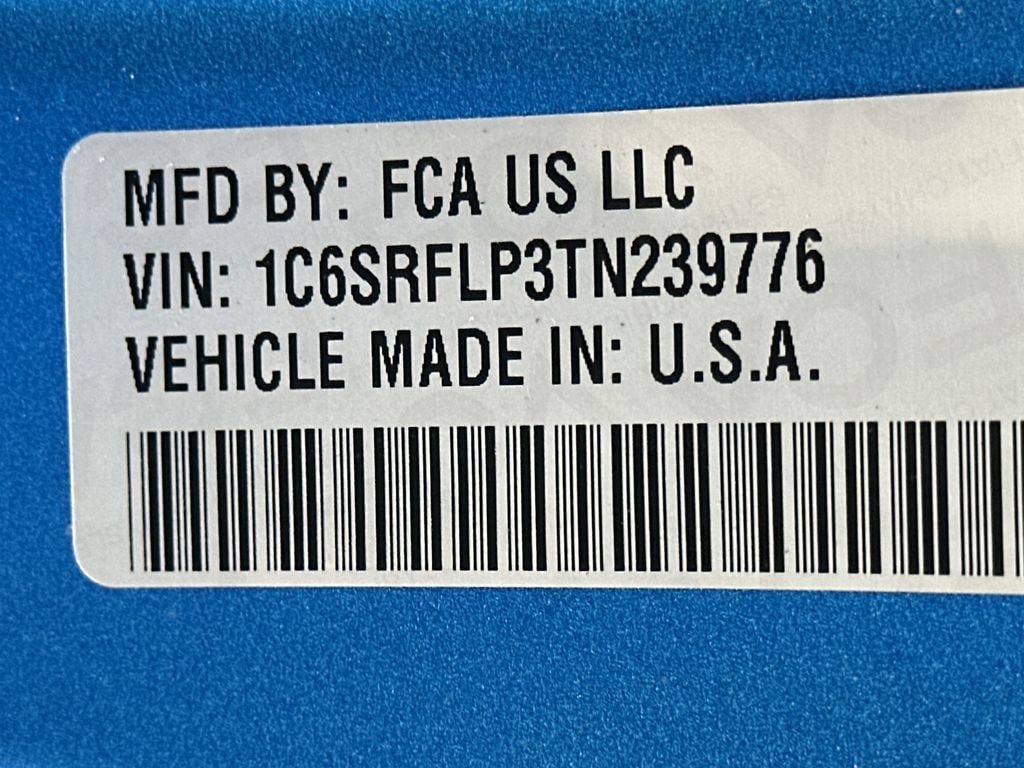 MFD BY: FCA US LLC
VIN: 1C6SRFLP3TN239776
VEHICLE MADE IN: U.S.A.